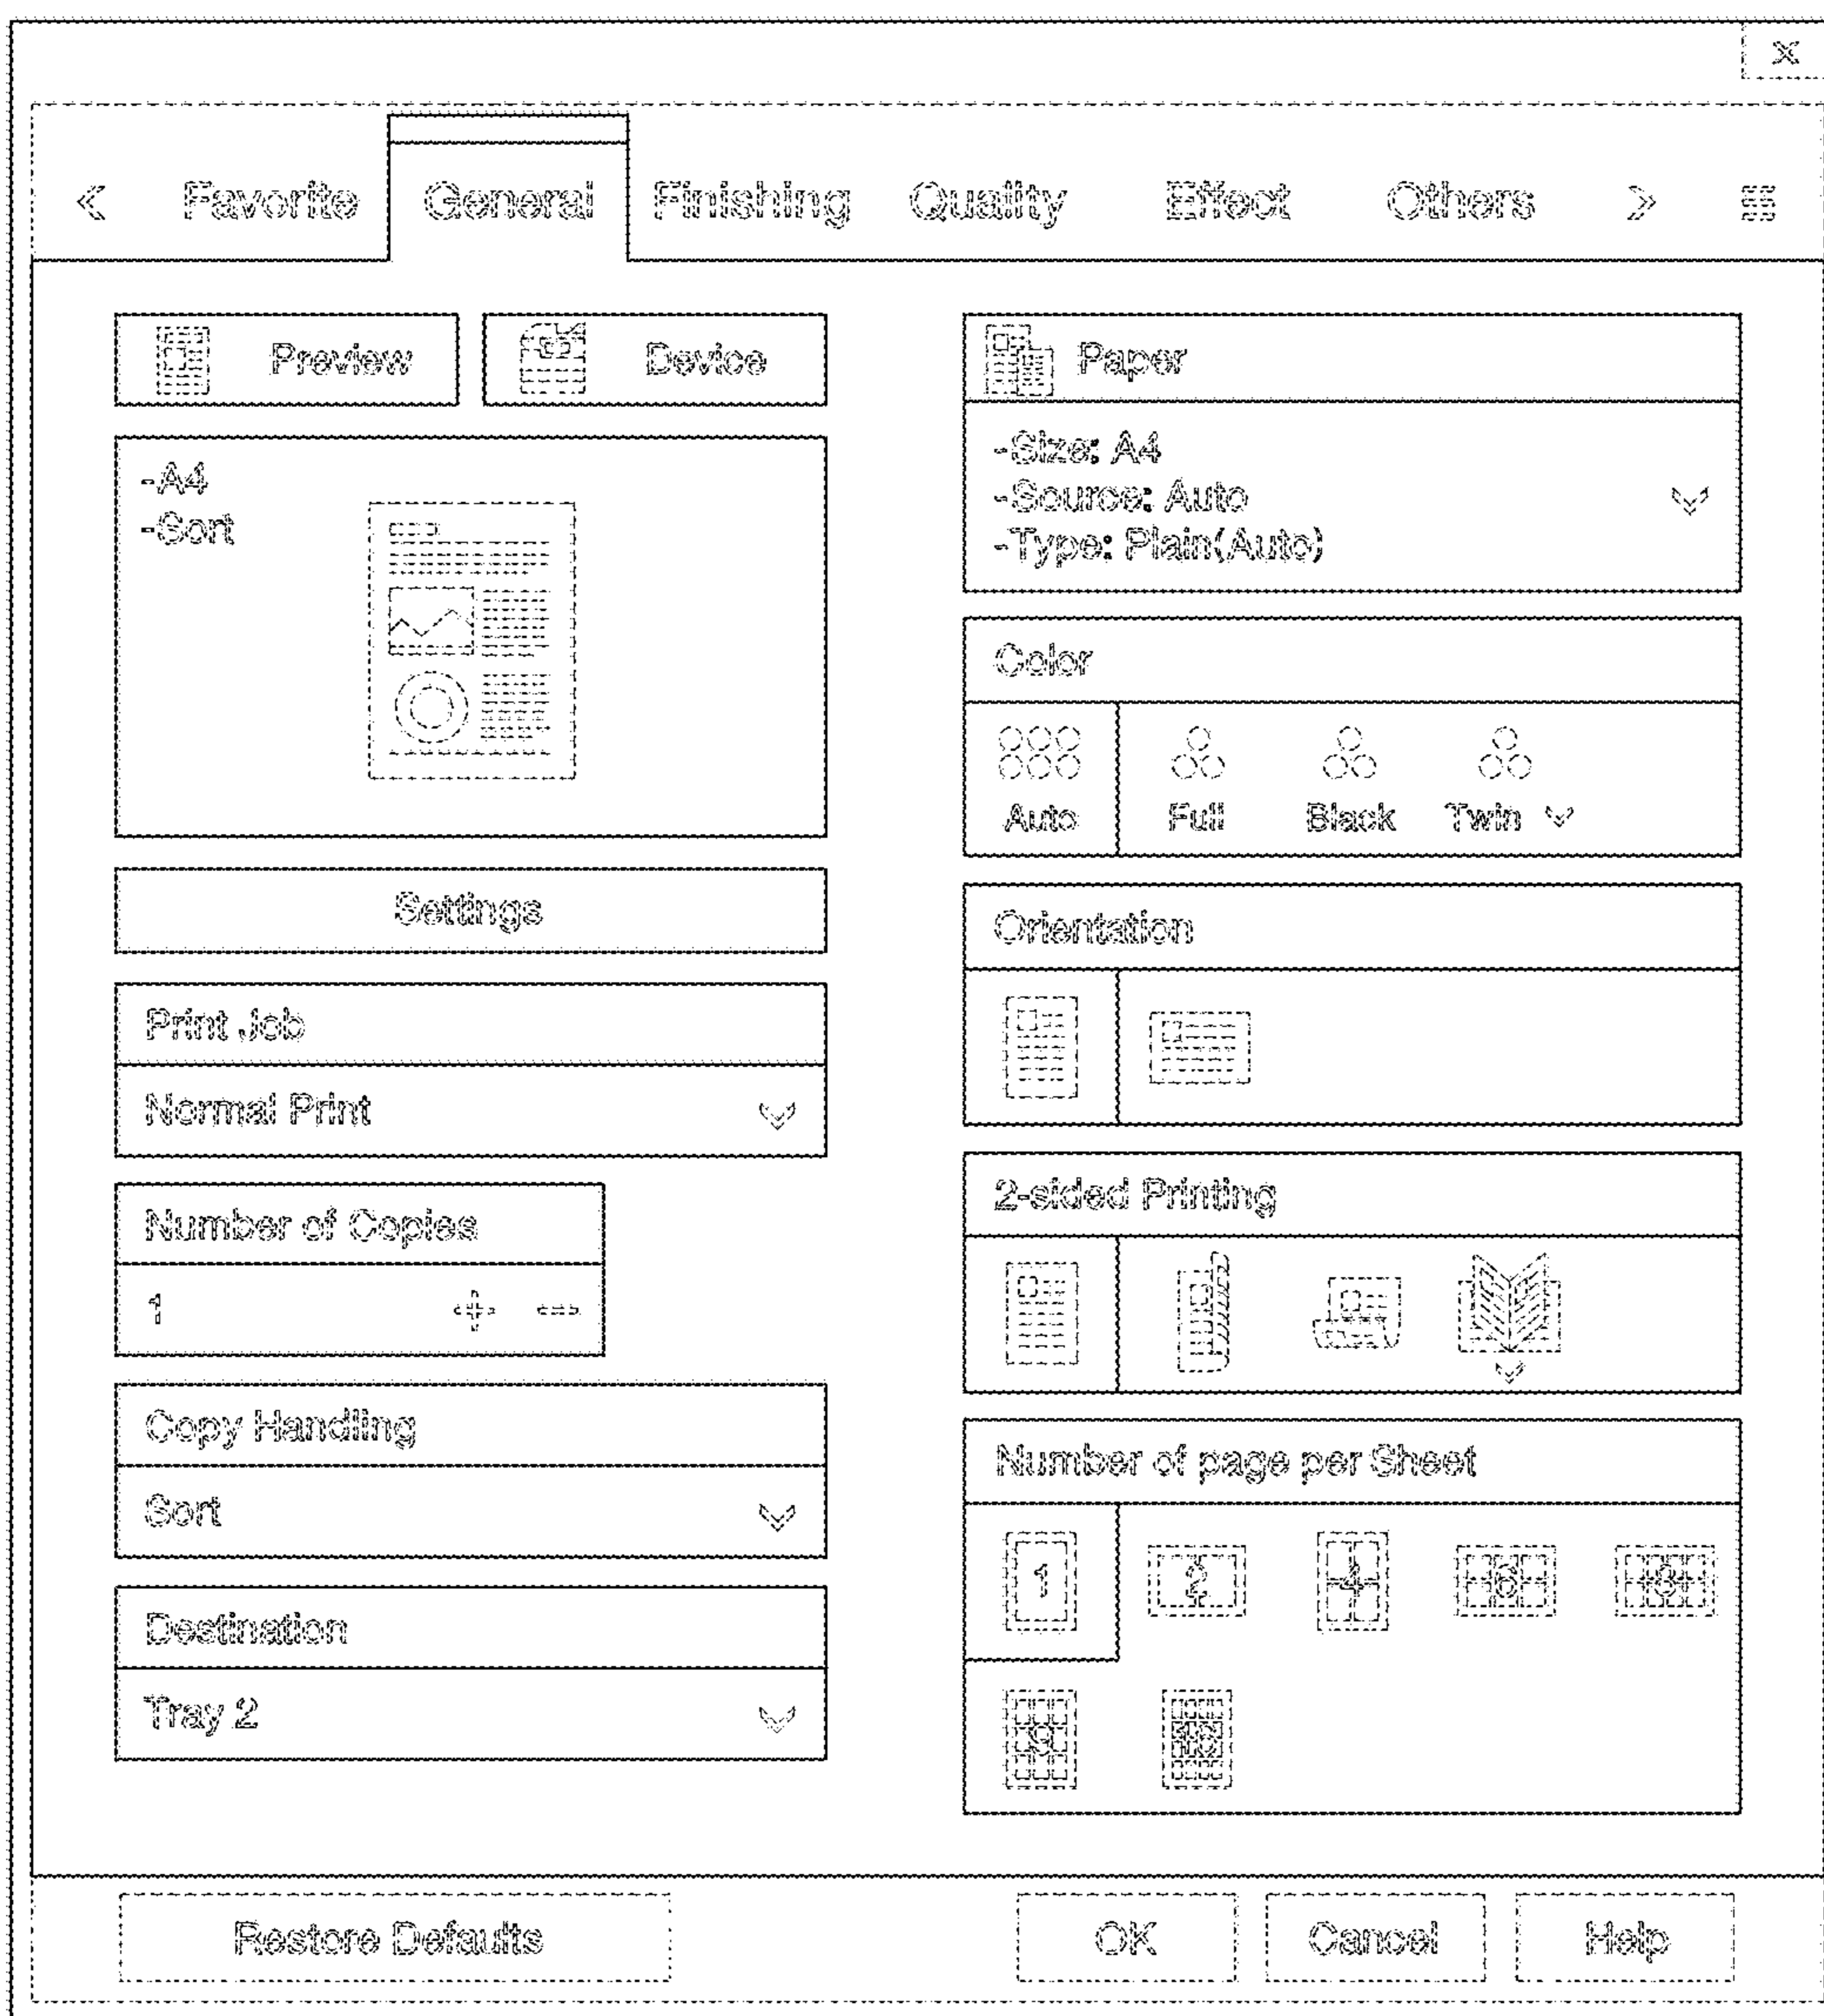 Favorite General Finishing Quality Effect Others
Preview Device
-A4
-Sort
Settings
Print Job
Normal Print
Number of Copies
1
Copy Handling
Sort
Destination
Tray 2
Paper
-Size: A4
-Source: Auto
-Type: Plain(Auto)
Color
Auto Full Black Twin
Orientation
2-sided Printing
Number of page per Sheet
1 2 4 6 8
9 16
Restore Defaults OK Cancel Help